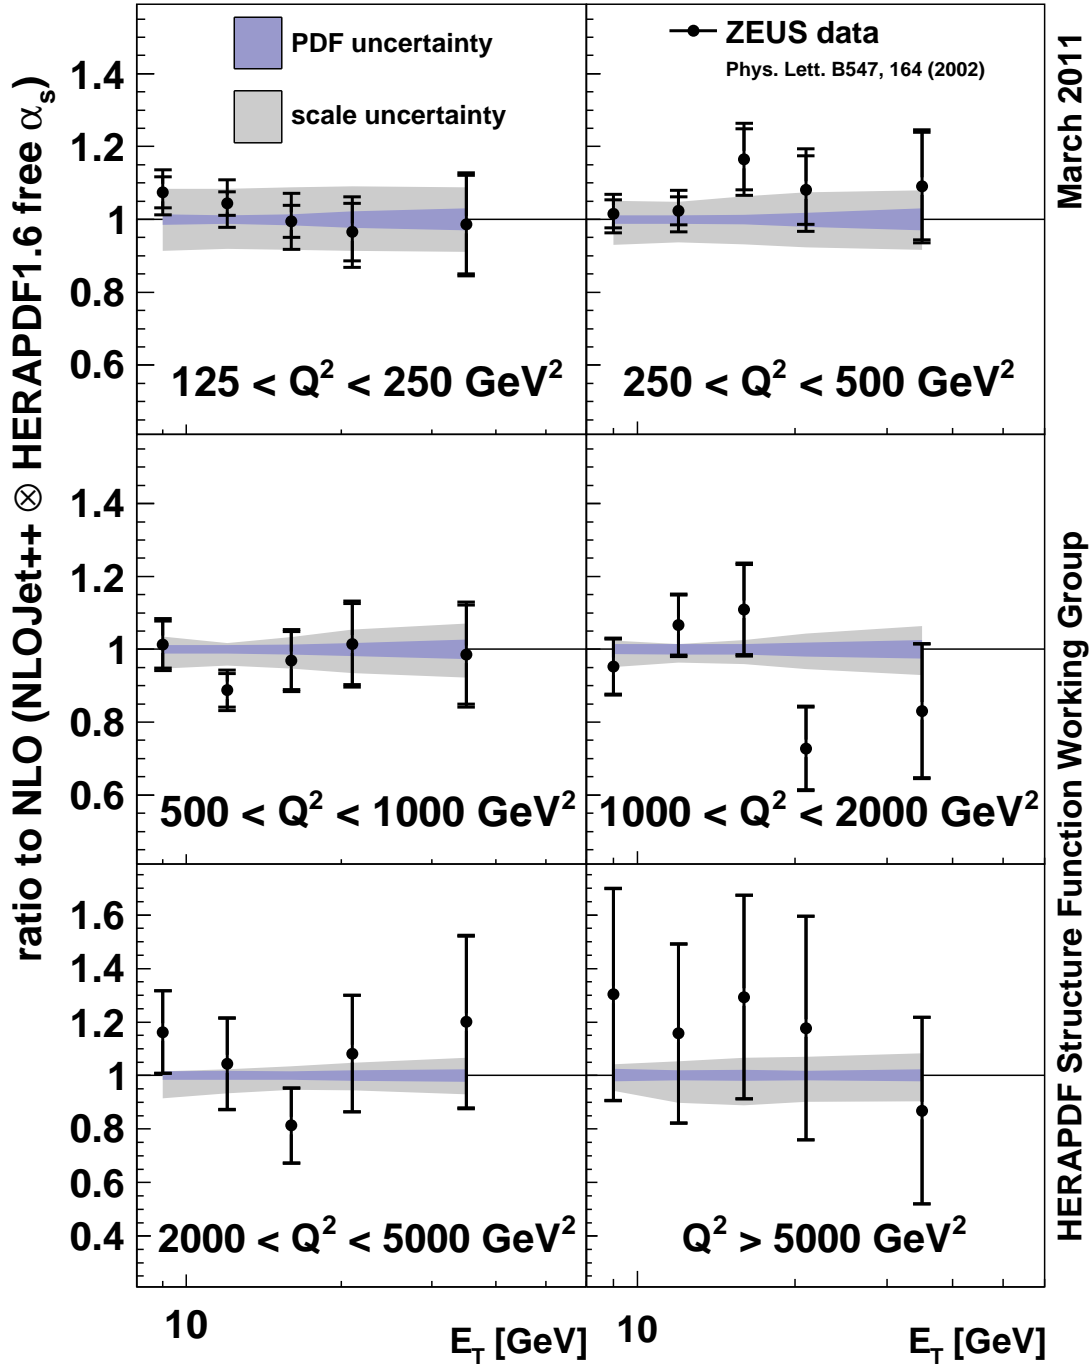 ratio to NLO (NLOJet++ ⊗ HERAPDF1.6 free α_s)
PDF uncertainty
scale uncertainty
ZEUS data
Phys. Lett. B547, 164 (2002)
March 2011
1.4
1.2
1
0.8
0.6
125 < Q² < 250 GeV²
250 < Q² < 500 GeV²
1.4
1.2
1
0.8
0.6
500 < Q² < 1000 GeV²
1000 < Q² < 2000 GeV²
HERAPDF Structure Function Working Group
1.6
1.4
1.2
1
0.8
0.6
0.4
2000 < Q² < 5000 GeV²
Q² > 5000 GeV²
10
E_T [GeV]
10
E_T [GeV]